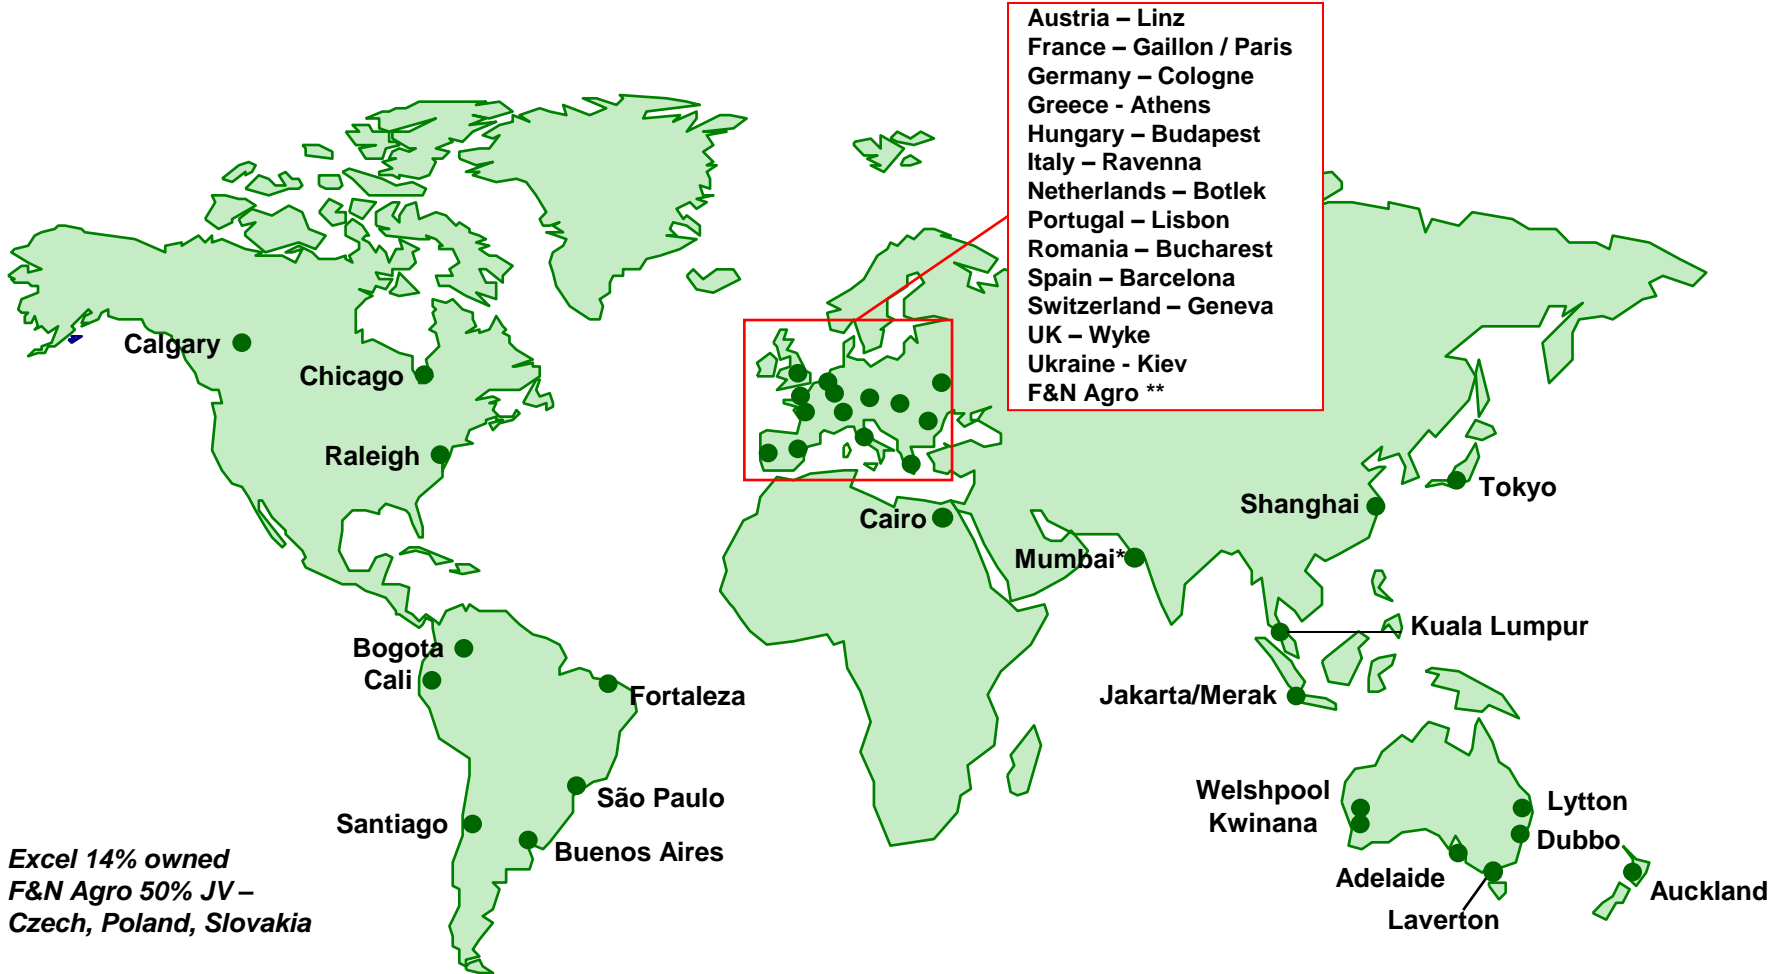 Austria – Linz
France – Gaillon / Paris
Germany – Cologne
Greece - Athens
Hungary – Budapest
Italy – Ravenna
Netherlands – Botlek
Portugal – Lisbon
Romania – Bucharest
Spain – Barcelona
Switzerland – Geneva
UK – Wyke
Ukraine - Kiev
F&N Agro **
Calgary
Chicago
Raleigh
Tokyo
Shanghai
Cairo
Mumbai*
Kuala Lumpur
Bogota
Cali
Fortaleza
Jakarta/Merak
São Paulo
Santiago
Buenos Aires
Welshpool
Kwinana
Lytton
Dubbo
Adelaide
Auckland
Laverton
Excel 14% owned
F&N Agro 50% JV –
Czech, Poland, Slovakia